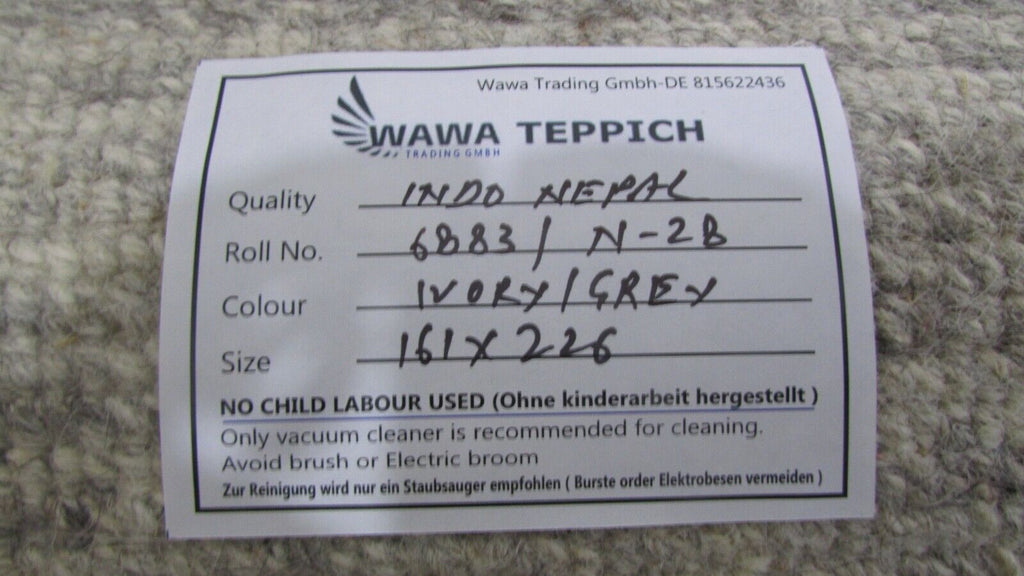 Wawa Trading Gmbh-DE 815622436
WAWA TEPPICH
TRADING GMBH
Quality INDO NEPAL
Roll No. 6883/ N-2B
Colour IVORY/GREY
Size 161X226
NO CHILD LABOUR USED (Ohne kinderarbeit hergestellt )
Only vacuum cleaner is recommended for cleaning.
Avoid brush or Electric broom
Zur Reinigung wird nur ein Staubsauger empfohlen ( Burste order Elektrobesen vermeiden )